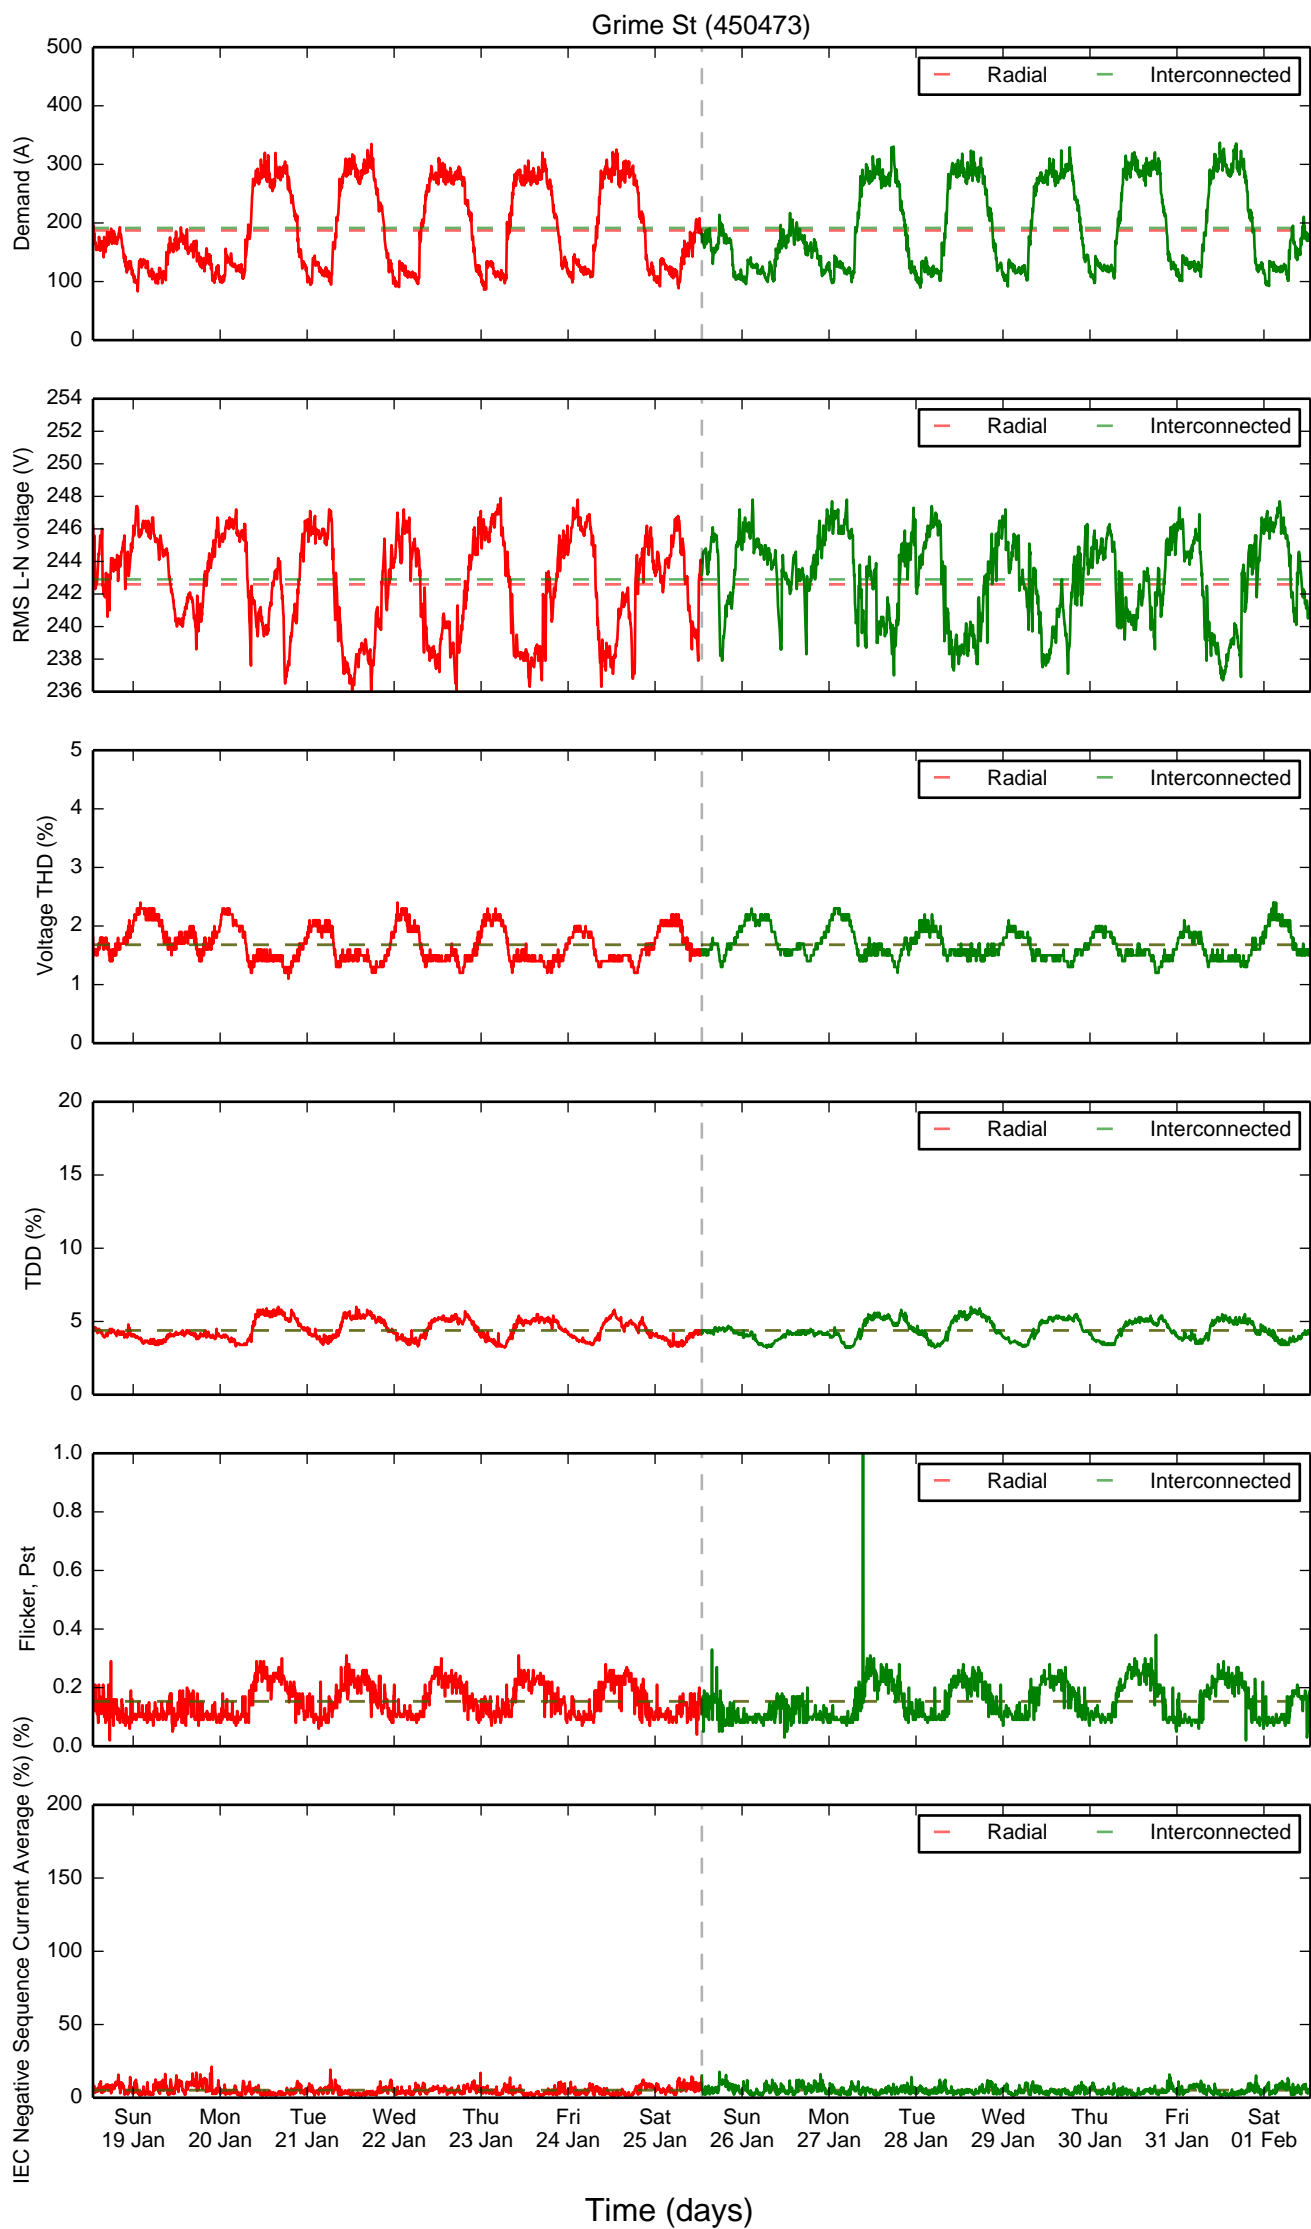 Grime St (450473)
500
400
300
200
100
0
Demand (A)
Radial Interconnected
254
252
250
248
246
244
242
240
238
236
RMS L-N voltage (V)
Radial Interconnected
5
4
3
2
1
0
Voltage THD (%)
Radial Interconnected
20
15
10
5
0
TDD (%)
Radial Interconnected
1.0
0.8
0.6
0.4
0.2
0.0
Flicker, Pst
Radial Interconnected
200
150
100
50
0
IEC Negative Sequence Current Average (%) (%)
Radial Interconnected
Sun Mon Tue Wed Thu Fri Sat Sun Mon Tue Wed Thu Fri Sat
19 Jan 20 Jan 21 Jan 22 Jan 23 Jan 24 Jan 25 Jan 26 Jan 27 Jan 28 Jan 29 Jan 30 Jan 31 Jan 01 Feb
Time (days)